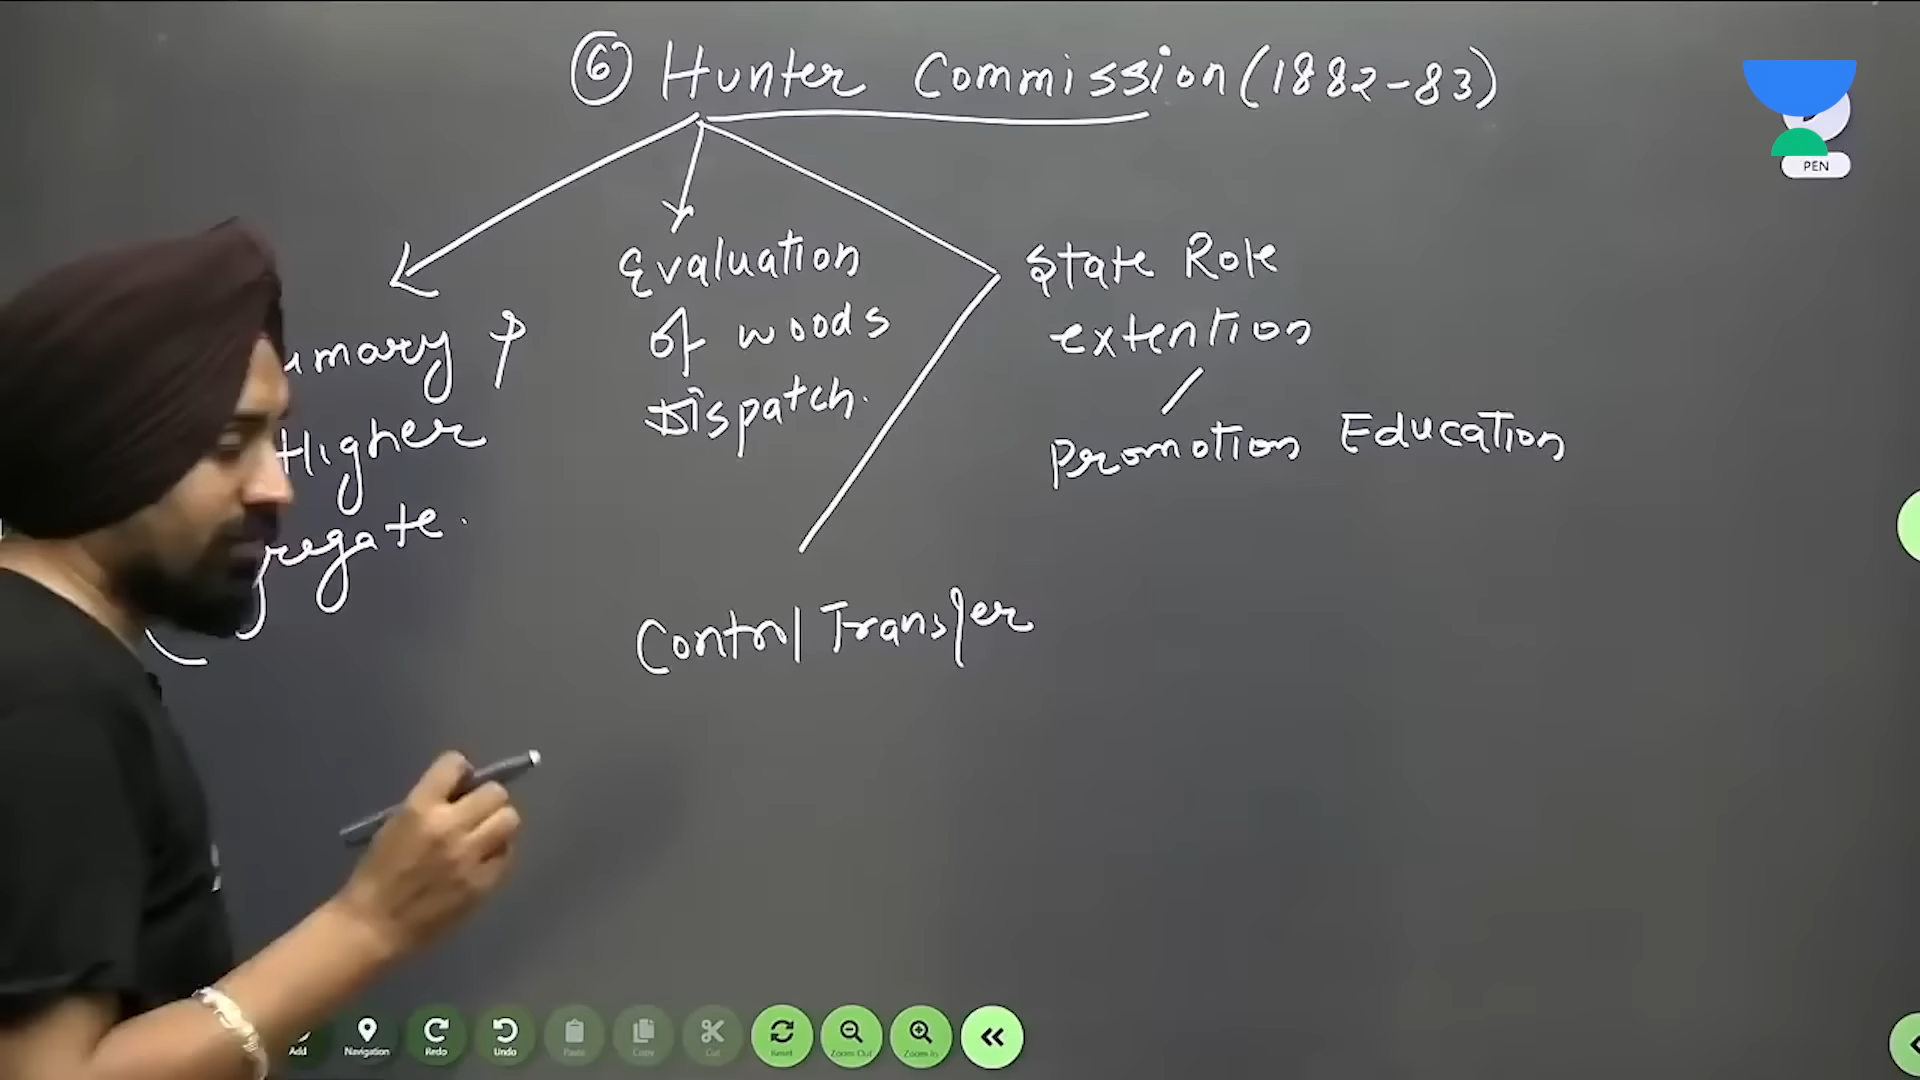 6 Hunter Commission (1882-83)
Evaluation
of woods
Dispatch.
State Role
extention
Promotion Education
Higher
Control Transfer
PEN
Add
Navigation
Redo
Undo
Paste
Copy
Cut
Reset
Zoom Out
Zoom In